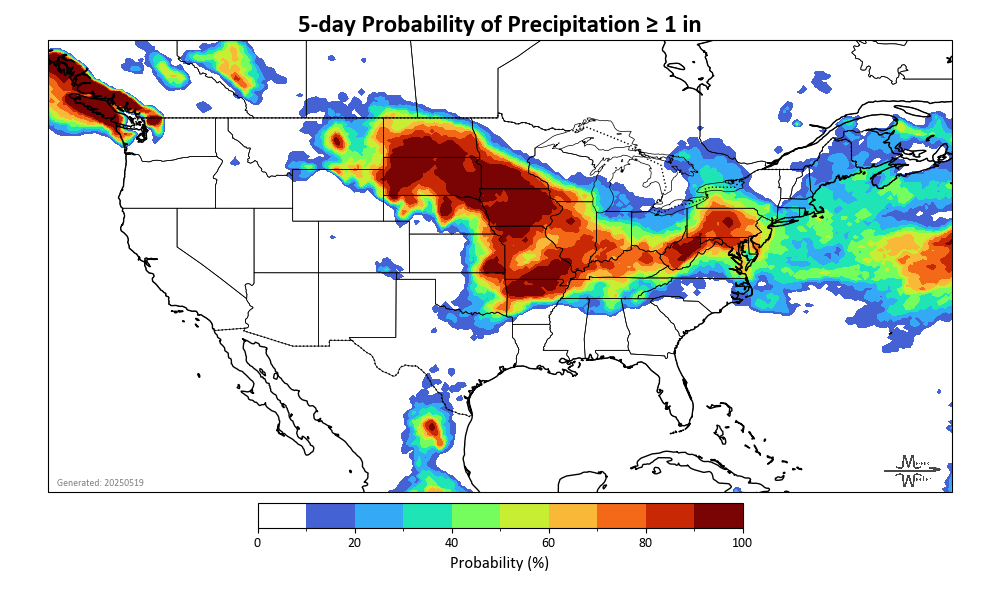 5-day Probability of Precipitation ≥ 1 in
Generated: 20250519
0 20 40 60 80 100
Probability (%)